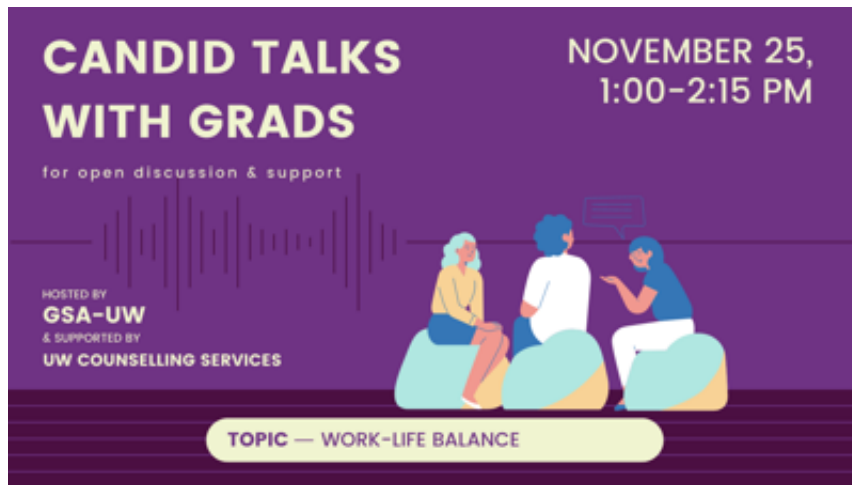 CANDID TALKS
WITH GRADS
for open discussion & support
NOVEMBER 25,
1:00-2:15 PM
HOSTED BY
GSA-UW
& SUPPORTED BY
UW COUNSELLING SERVICES
TOPIC — WORK-LIFE BALANCE